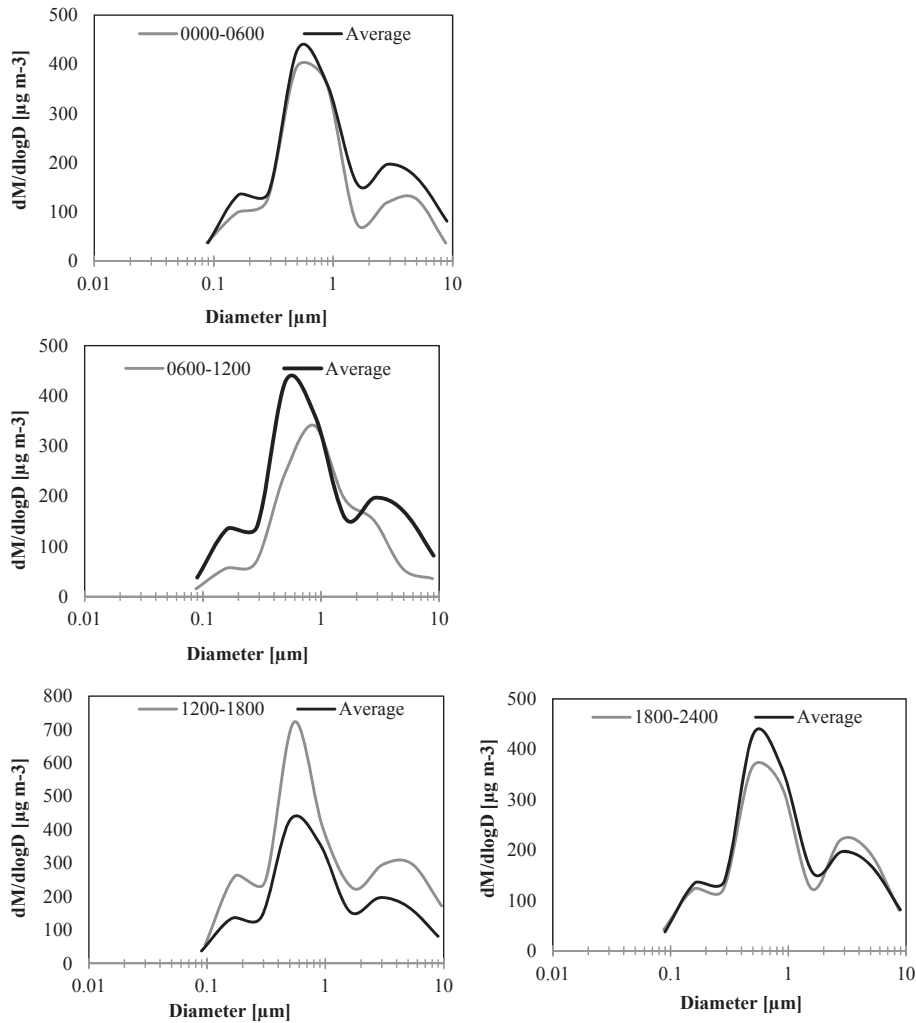 500
0000-0600 Average
400
300
200
100
0
dM/dlogD [µg m-3]
0.01 0.1 1 10
Diameter [µm]
500
0600-1200 Average
400
300
200
100
0
dM/dlogD [µg m-3]
0.01 0.1 1 10
Diameter [µm]
800
1200-1800 Average
700
600
500
400
300
200
100
0
dM/dlogD [µg m-3]
0.01 0.1 1 10
Diameter [µm]
500
1800-2400 Average
400
300
200
100
0
dM/dlogD [µg m-3]
0.01 0.1 1 10
Diameter [µm]